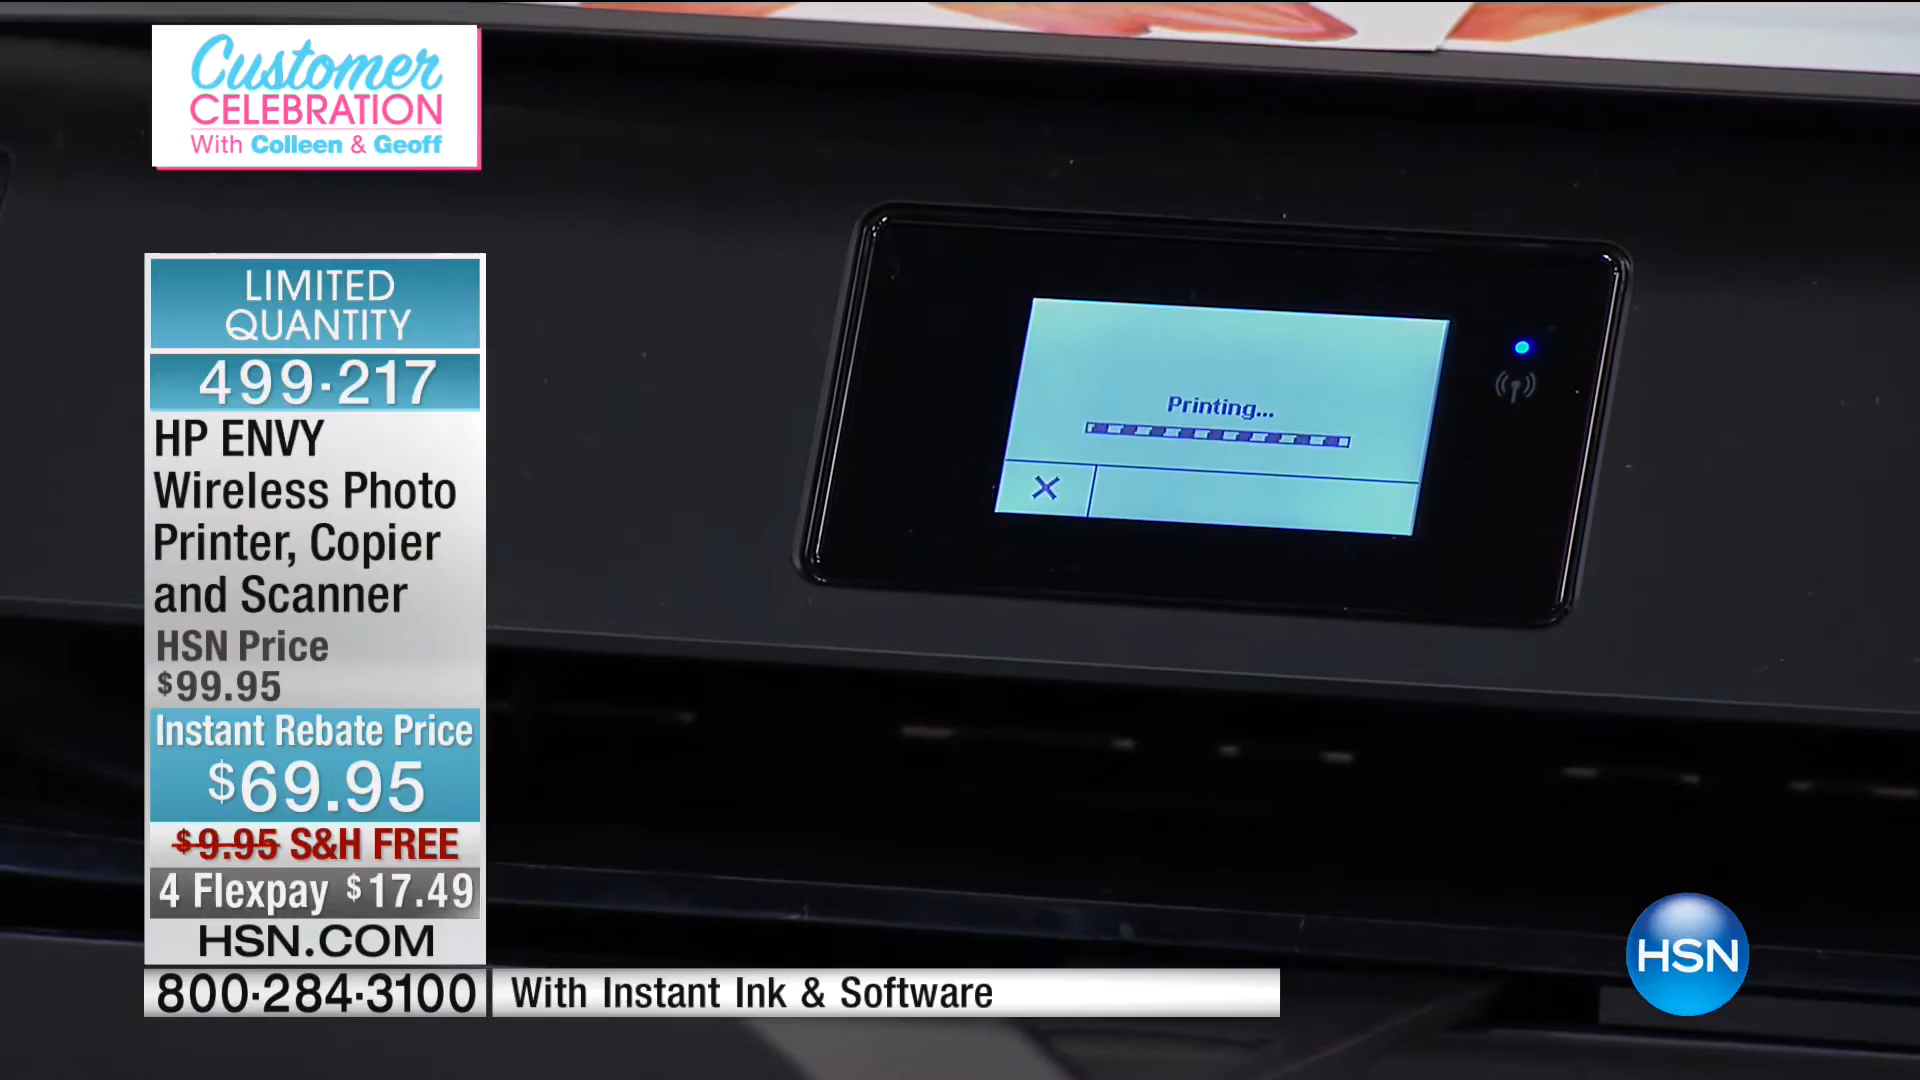 Customer
CELEBRATION
With Colleen & Geoff
LIMITED
QUANTITY
499·217
HP ENVY
Wireless Photo
Printer, Copier
and Scanner
HSN Price
$99.95
Instant Rebate Price
$69.95
$9.95 S&H FREE
4 Flexpay $17.49
HSN.COM
800·284·3100
With Instant Ink & Software
Printing...
HSN